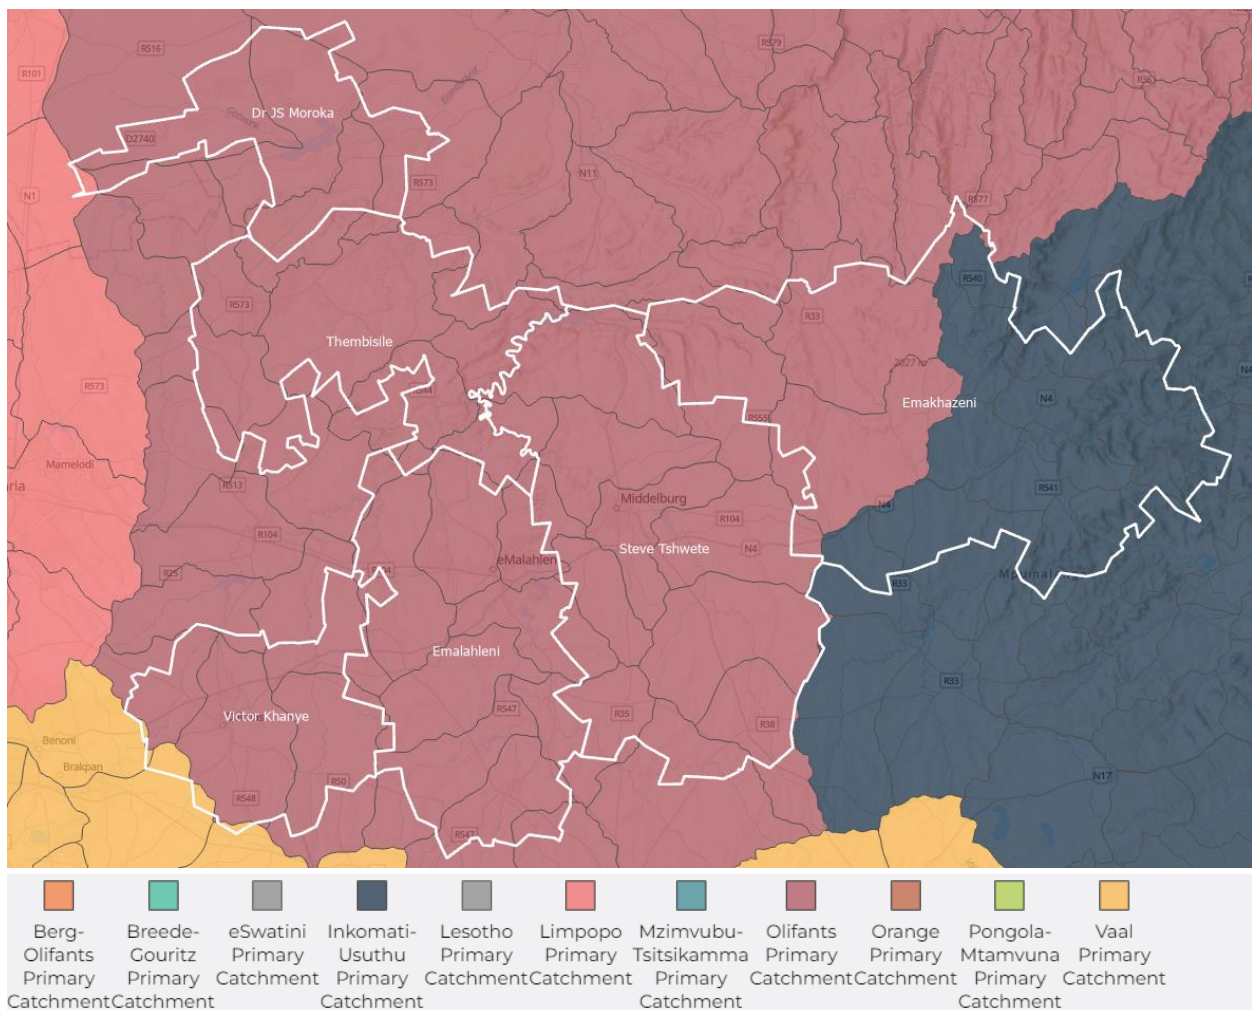 R516
R579
R101
R36
Dr JS Moroka
D2740
N11
R573
N1
R577
R540
R573
R33
Thembisile
R573
N4
Emakhazeni
N4
R555
Mamelodi
R513
R541
N4
Middelburg
R104
R104
Steve Tshwete
N4
eMalahleni
R25
R33
Emalahleni
R33
Victor Khanye
R547
R35
R38
Benoni
Brakpan
R50
N17
R548
R547
Berg-
Olifants
Primary
Catchment
Breede-
Gouritz
Primary
Catchment
eSwatini
Primary
Catchment
Inkomati-
Usuthu
Primary
Catchment
Lesotho
Primary
Catchment
Limpopo
Primary
Catchment
Mzimvubu-
Tsitsikamma
Primary
Catchment
Olifants
Primary
Catchment
Orange
Primary
Catchment
Pongola-
Mtamvuna
Primary
Catchment
Vaal
Primary
Catchment